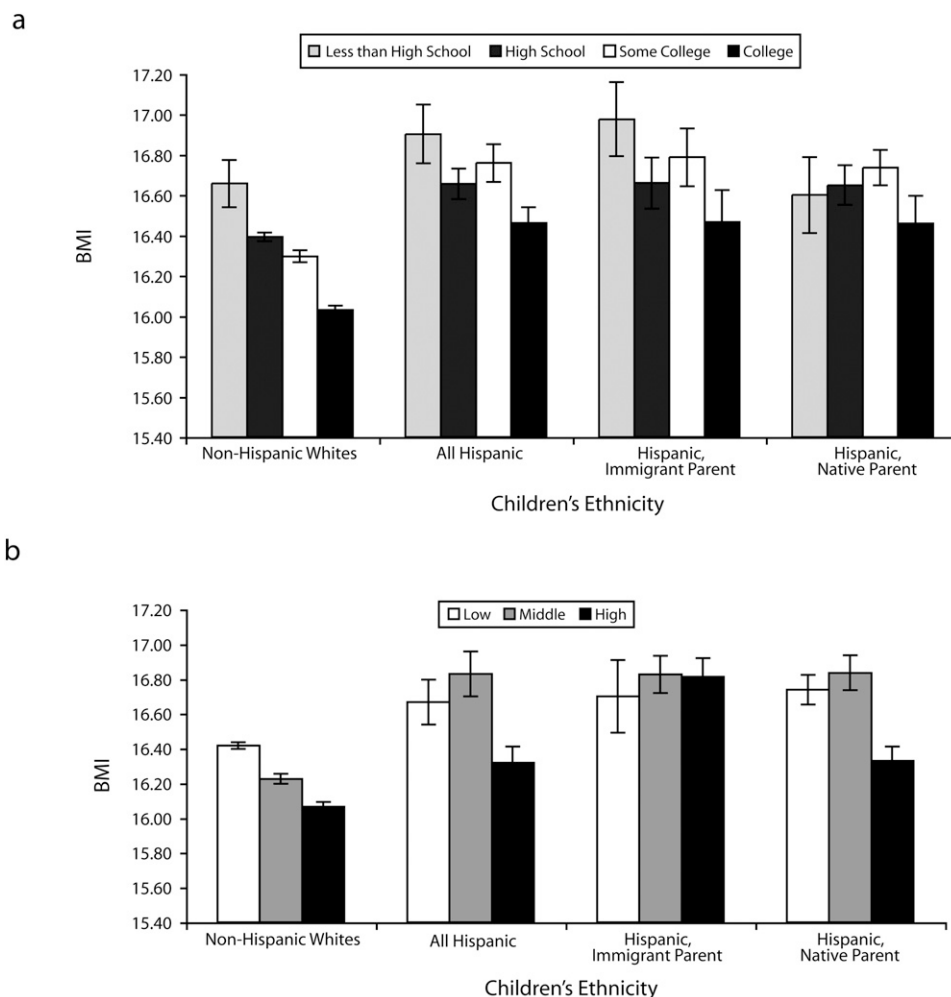 a
Less than High School High School Some College College
17.20
17.00
16.80
16.60
16.40
16.20
16.00
15.80
15.60
15.40
BMI
Non-Hispanic Whites All Hispanic Hispanic, Immigrant Parent Hispanic, Native Parent
Children's Ethnicity
b
Low Middle High
17.20
17.00
16.80
16.60
16.40
16.20
16.00
15.80
15.60
15.40
BMI
Non-Hispanic Whites All Hispanic Hispanic, Immigrant Parent Hispanic, Native Parent
Children's Ethnicity